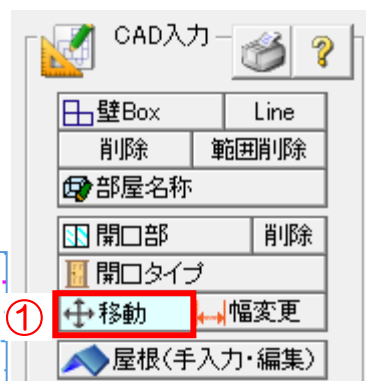 CAD入力
壁Box Line
削除 範囲削除
部屋名称
開口部 削除
開口タイプ
① 移動 幅変更
屋根(手入力・編集)